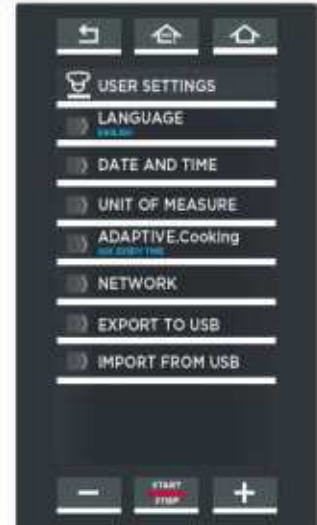 USER SETTINGS
LANGUAGE
ENGLISH
DATE AND TIME
UNIT OF MEASURE
ADAPTIVE.Cooking
NETWORK
EXPORT TO USB
IMPORT FROM USB
START
STOP